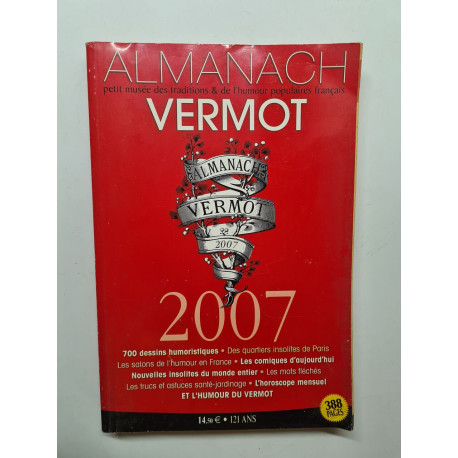 ALMANACH
petit musée des traditions & de l'humour populaires français
VERMOT
ALMANACH
VERMOT
2007
2007
700 dessins humoristiques • Des quartiers insolites de Paris
Les salons de l'humour en France • Les comiques d'aujourd'hui
Nouvelles insolites du monde entier • Les mots fléchés
Les trucs et astuces santé-jardinage • L'horoscope mensuel
ET L'HUMOUR DU VERMOT
388
PAGES
14,50 € • 121 ANS